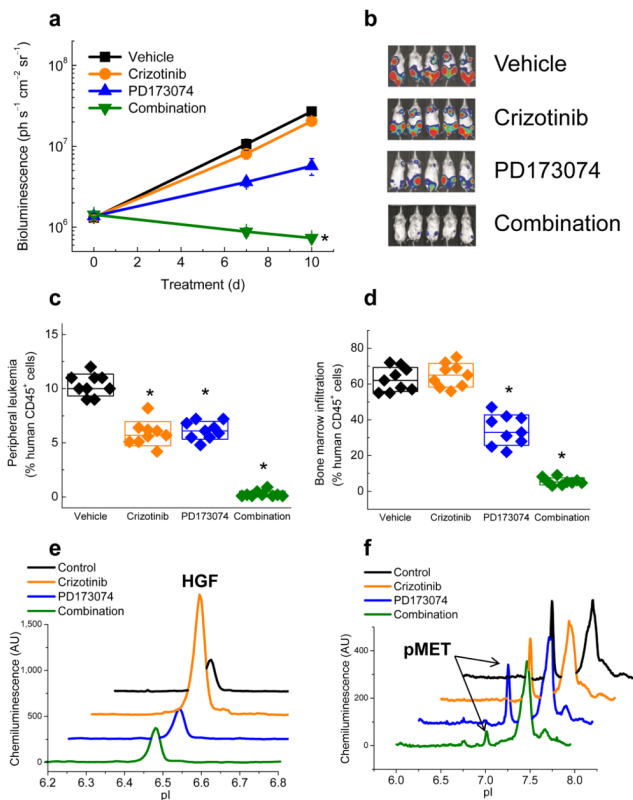 a
Vehicle
Crizotinib
PD173074
Combination
Bioluminescence (ph s⁻¹ cm⁻² sr⁻¹)
10⁸
10⁷
10⁶
*
0 2 4 6 8 10
Treatment (d)
b
Vehicle
Crizotinib
PD173074
Combination
c
Peripheral leukemia
(% human CD45⁺ cells)
15
10
5
0
* * *
Vehicle Crizotinib PD173074 Combination
d
Bone marrow infiltration
(% human CD45⁺ cells)
80
60
40
20
0
* *
Vehicle Crizotinib PD173074 Combination
e
Control
Crizotinib
PD173074
Combination
HGF
Chemiluminescence (AU)
1,500
1,000
500
0
6.2 6.4 6.5 6.6 6.8
pI
f
Control
Crizotinib
PD173074
Combination
pMET
Chemiluminescence (AU)
400
200
0
6.0 6.5 7.0 7.5 8.0
pI